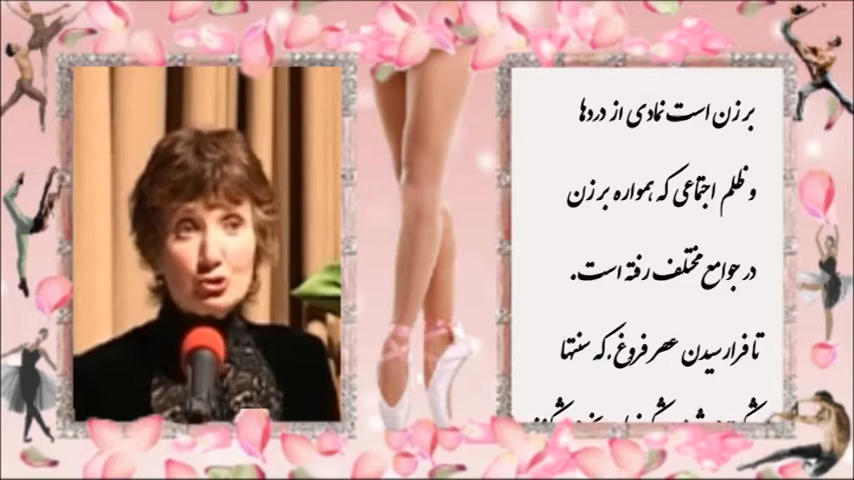 بر زن است نمادی از دردها
و ظلم اجتماعی که همواره بر زن
در جوامع مختلف رفته است.
تا فرا رسیدن عصر فروغ، که سنتها